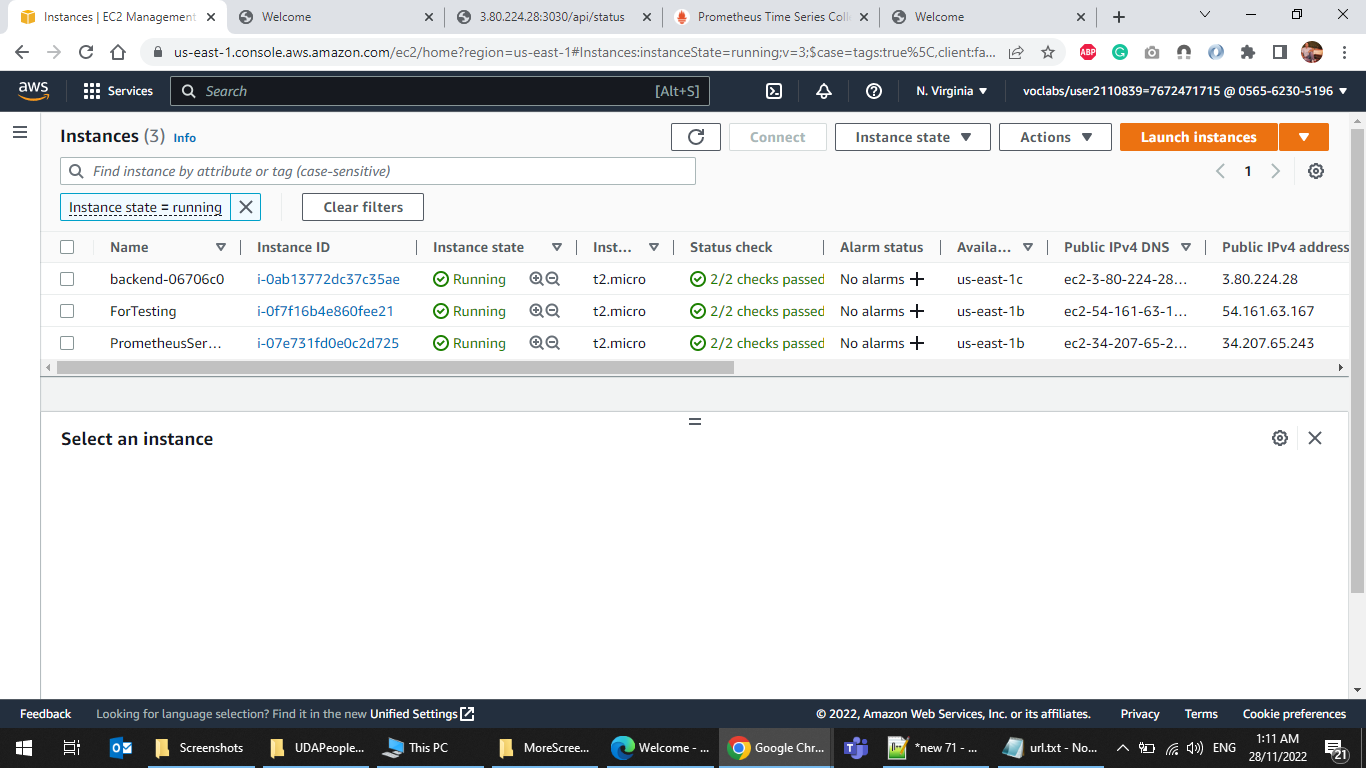 Instances | EC2 Management
Welcome
3.80.224.28:3030/api/status
Prometheus Time Series Coll
Welcome
us-east-1.console.aws.amazon.com/ec2/home?region=us-east-1#Instances:instanceState=running;v=3;$case=tags:true%5C,client:fa...
ABP
aws
Services
Search
[Alt+S]
N. Virginia
voclabs/user2110839=7672471715 @ 0565-6230-5196
Instances (3) Info
Connect
Instance state
Actions
Launch instances
Find instance by attribute or tag (case-sensitive)
1
Instance state = running
Clear filters
Name Instance ID Instance state Inst... Status check Alarm status Availa... Public IPv4 DNS Public IPv4 address
backend-06706c0 i-0ab13772dc37c35ae Running t2.micro 2/2 checks passed No alarms us-east-1c ec2-3-80-224-28... 3.80.224.28
ForTesting i-0f7f16b4e860fee21 Running t2.micro 2/2 checks passed No alarms us-east-1b ec2-54-161-63-1... 54.161.63.167
PrometheusSer... i-07e731fd0e0c2d725 Running t2.micro 2/2 checks passed No alarms us-east-1b ec2-34-207-65-2... 34.207.65.243
Select an instance
Feedback
Looking for language selection? Find it in the new Unified Settings
© 2022, Amazon Web Services, Inc. or its affiliates.
Privacy
Terms
Cookie preferences
Screenshots
UDAPeople...
This PC
MoreScree...
Welcome - ...
Google Chr...
*new 71 - ...
url.txt - No...
ENG
1:11 AM
28/11/2022
21